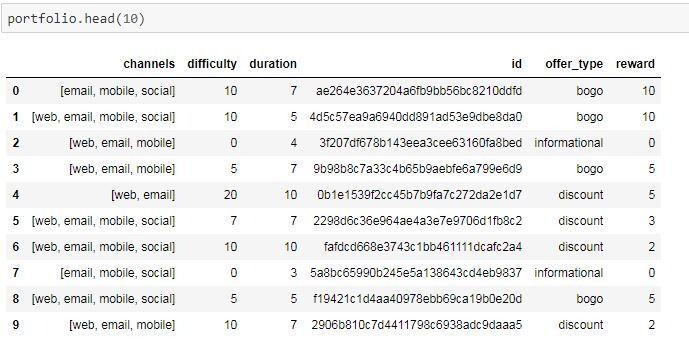 portfolio.head(10)
channels difficulty duration id offer_type reward
0 [email, mobile, social] 10 7 ae264e3637204a6fb9bb56bc8210ddfd bogo 10
1 [web, email, mobile, social] 10 5 4d5c57ea9a6940dd891ad53e9dbe8da0 bogo 10
2 [web, email, mobile] 0 4 3f207df678b143eea3cee63160fa8bed informational 0
3 [web, email, mobile] 5 7 9b98b8c7a33c4b65b9aebfe6a799e6d9 bogo 5
4 [web, email] 20 10 0b1e1539f2cc45b7b9fa7c272da2e1d7 discount 5
5 [web, email, mobile, social] 7 7 2298d6c36e964ae4a3e7e9706d1fb8c2 discount 3
6 [web, email, mobile, social] 10 10 fafdcd668e3743c1bb461111dcafc2a4 discount 2
7 [email, mobile, social] 0 3 5a8bc65990b245e5a138643cd4eb9837 informational 0
8 [web, email, mobile, social] 5 5 f19421c1d4aa40978ebb69ca19b0e20d bogo 5
9 [web, email, mobile] 10 7 2906b810c7d4411798c6938adc9daaa5 discount 2